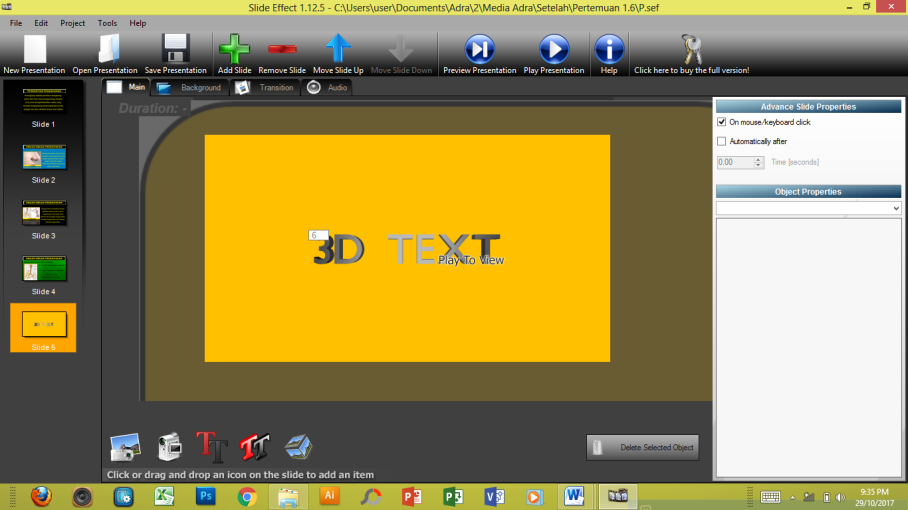 Slide Effect 1.12.5 - C:\Users\user\Documents\Adra\2\Media Adra\Setelah\Pertemuan 1.6\P.sef
File Edit Project Tools Help
New Presentation Open Presentation Save Presentation Add Slide Remove Slide Move Slide Up Move Slide Down Preview Presentation Play Presentation Help Click here to buy the full version!
Main Background Transition Audio
Duration: -
Slide 1
Slide 2
Slide 3
Slide 4
3D TEXT
Slide 5
6
3D TEXT
Play To View
Advance Slide Properties
On mouse/keyboard click
Automatically after
0.00 Time [seconds]
Object Properties
Delete Selected Object
Click or drag and drop an icon on the slide to add an item
Ps Ai
9:35 PM
29/10/2017